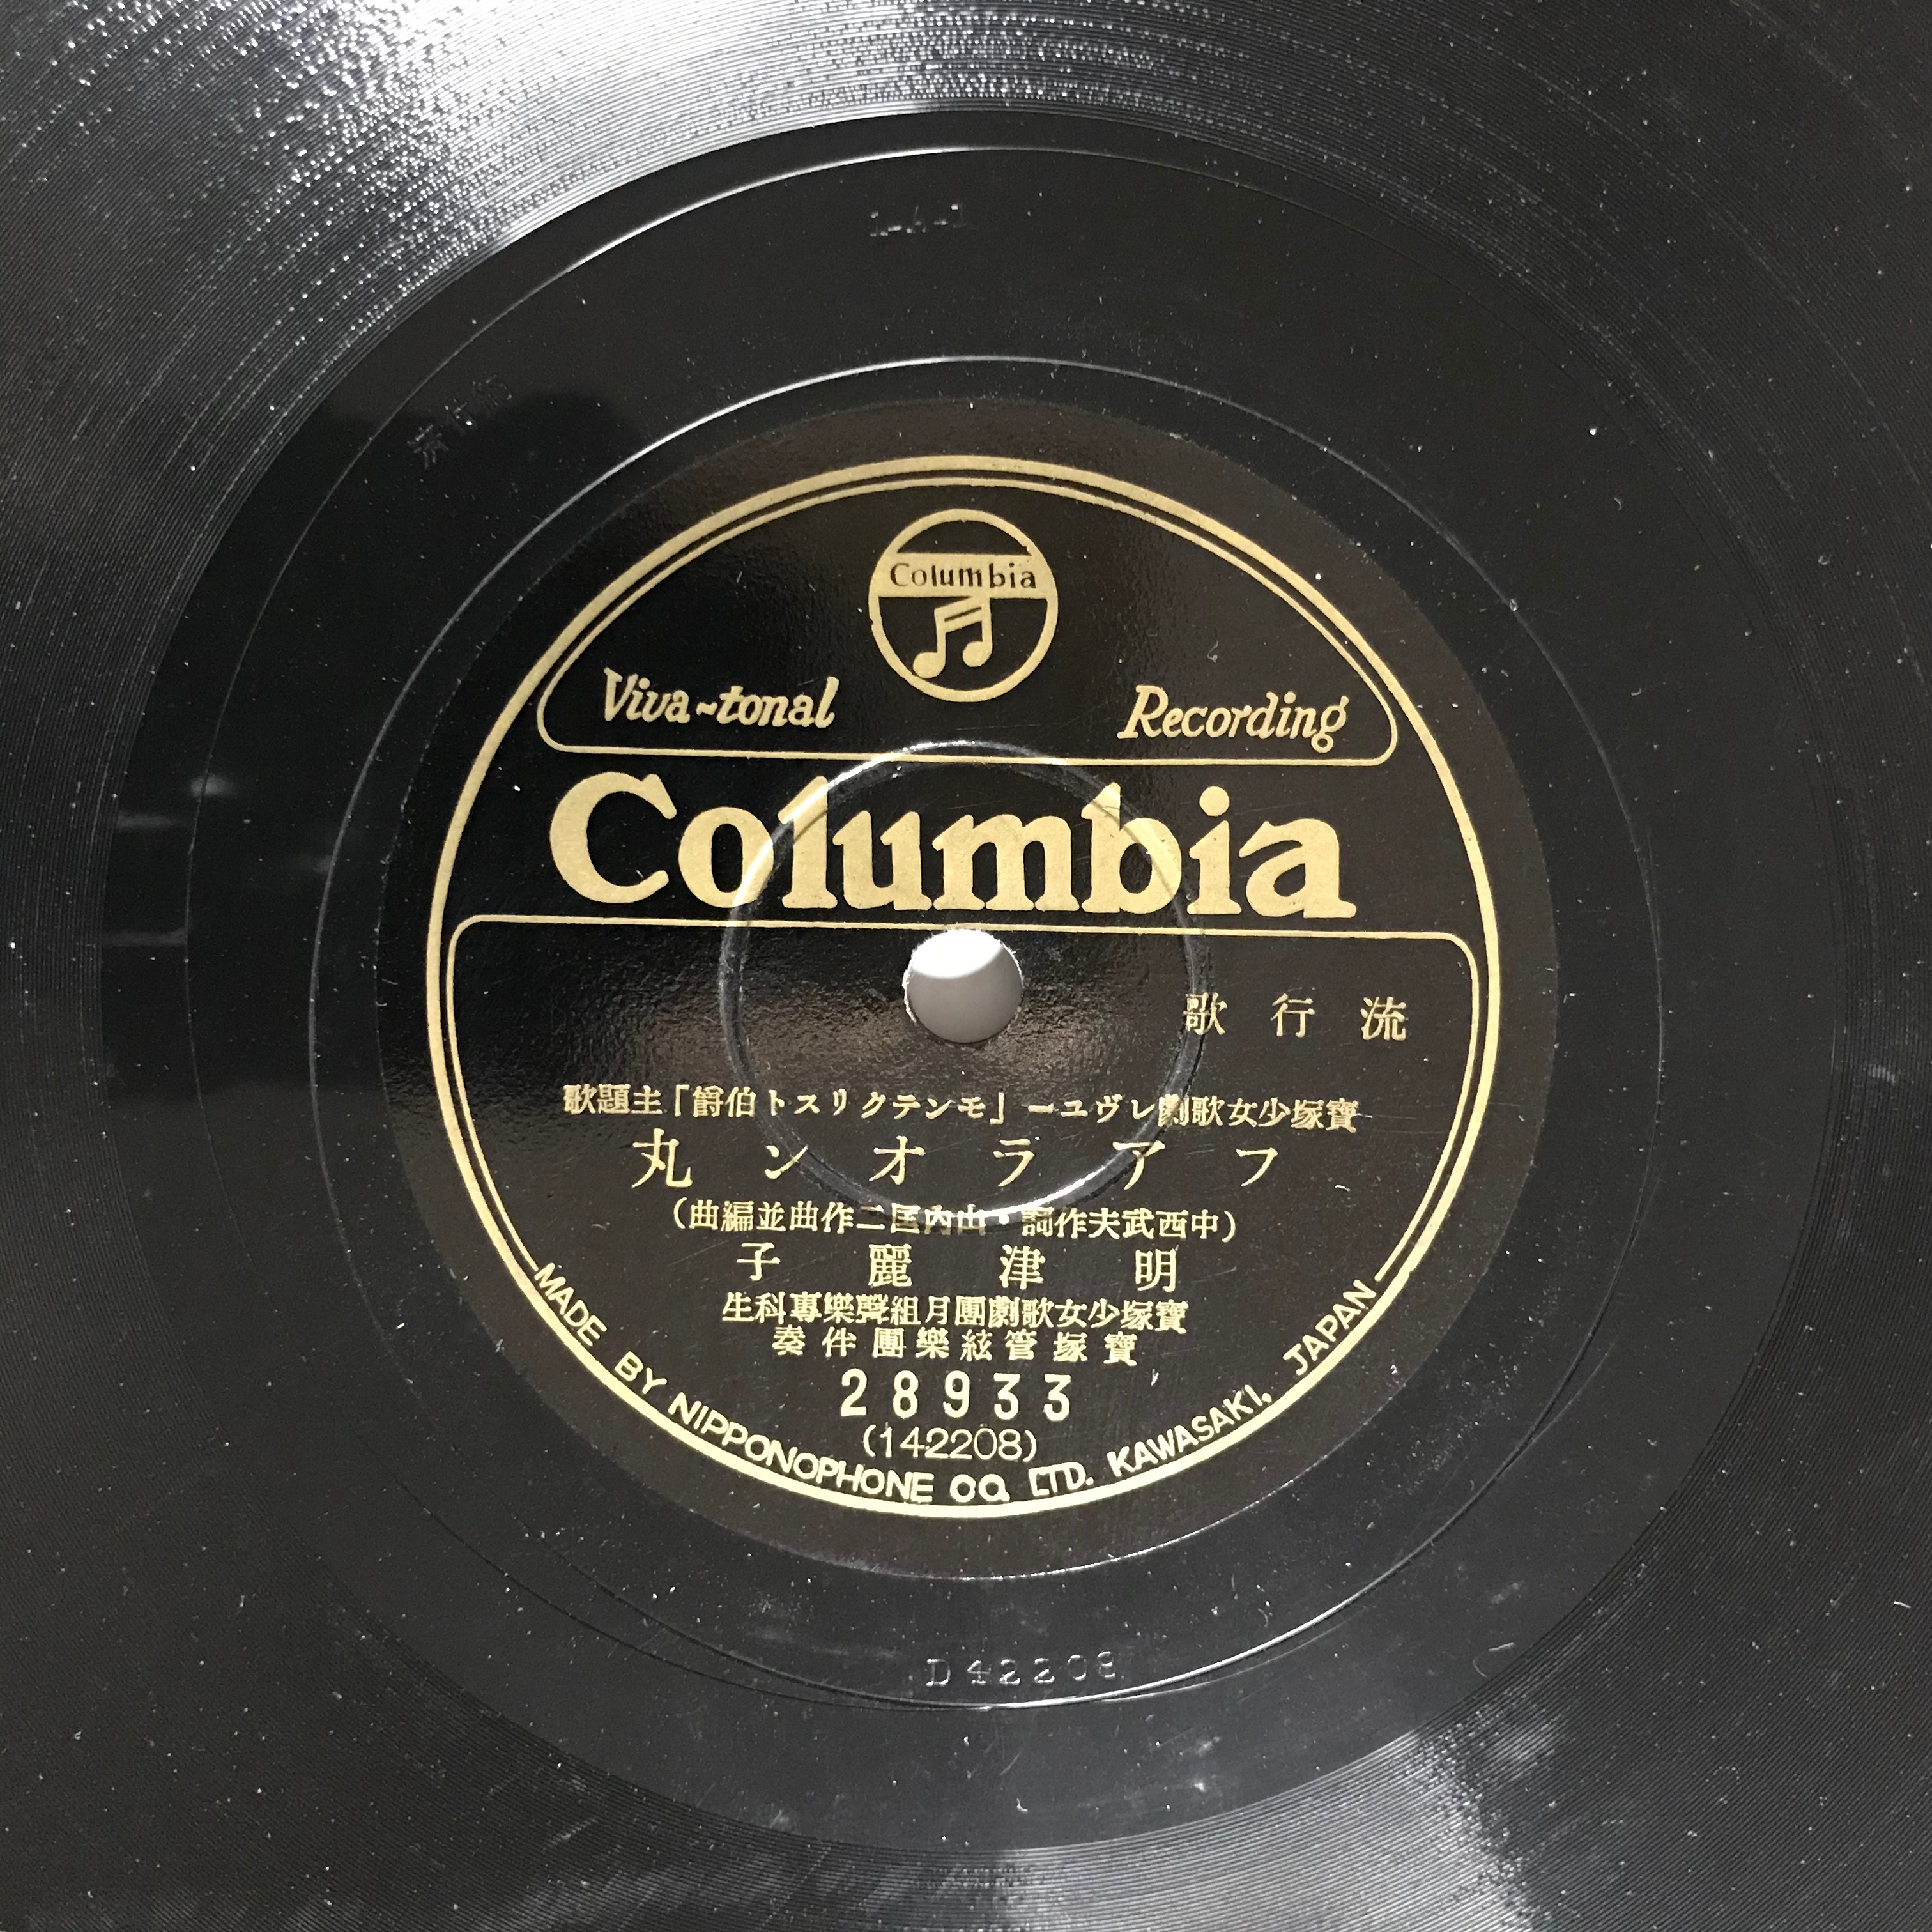 1-A-1
Columbia
Viva-tonal Recording
Columbia
流行歌
寶塚少女歌劇レヴユー「モンテクリスト伯爵」主題歌
フアラオン丸
(中西武夫作詞・山内匡二作曲並編曲)
明津麗子
寶塚少女歌劇團月組聲樂專科生
寶塚管絃樂團伴奏
28933
(142208)
MADE BY NIPPONOPHONE CO. LTD. KAWASAKI, JAPAN
D42208